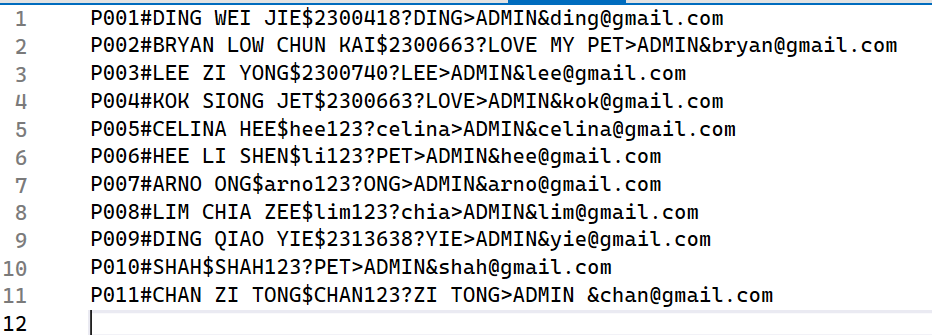 1 P001#DING WEI JIE$2300418?DING>ADMIN&ding@gmail.com
2 P002#BRYAN LOW CHUN KAI$2300663?LOVE MY PET>ADMIN&bryan@gmail.com
3 P003#LEE ZI YONG$2300740?LEE>ADMIN&lee@gmail.com
4 P004#KOK SIONG JET$2300663?LOVE>ADMIN&kok@gmail.com
5 P005#CELINA HEE$hee123?celina>ADMIN&celina@gmail.com
6 P006#HEE LI SHEN$li123?PET>ADMIN&hee@gmail.com
7 P007#ARNO ONG$arno123?ONG>ADMIN&arno@gmail.com
8 P008#LIM CHIA ZEE$lim123?chia>ADMIN&lim@gmail.com
9 P009#DING QIAO YIE$2313638?YIE>ADMIN&yie@gmail.com
10 P010#SHAH$SHAH123?PET>ADMIN&shah@gmail.com
11 P011#CHAN ZI TONG$CHAN123?ZI TONG>ADMIN &chan@gmail.com
12